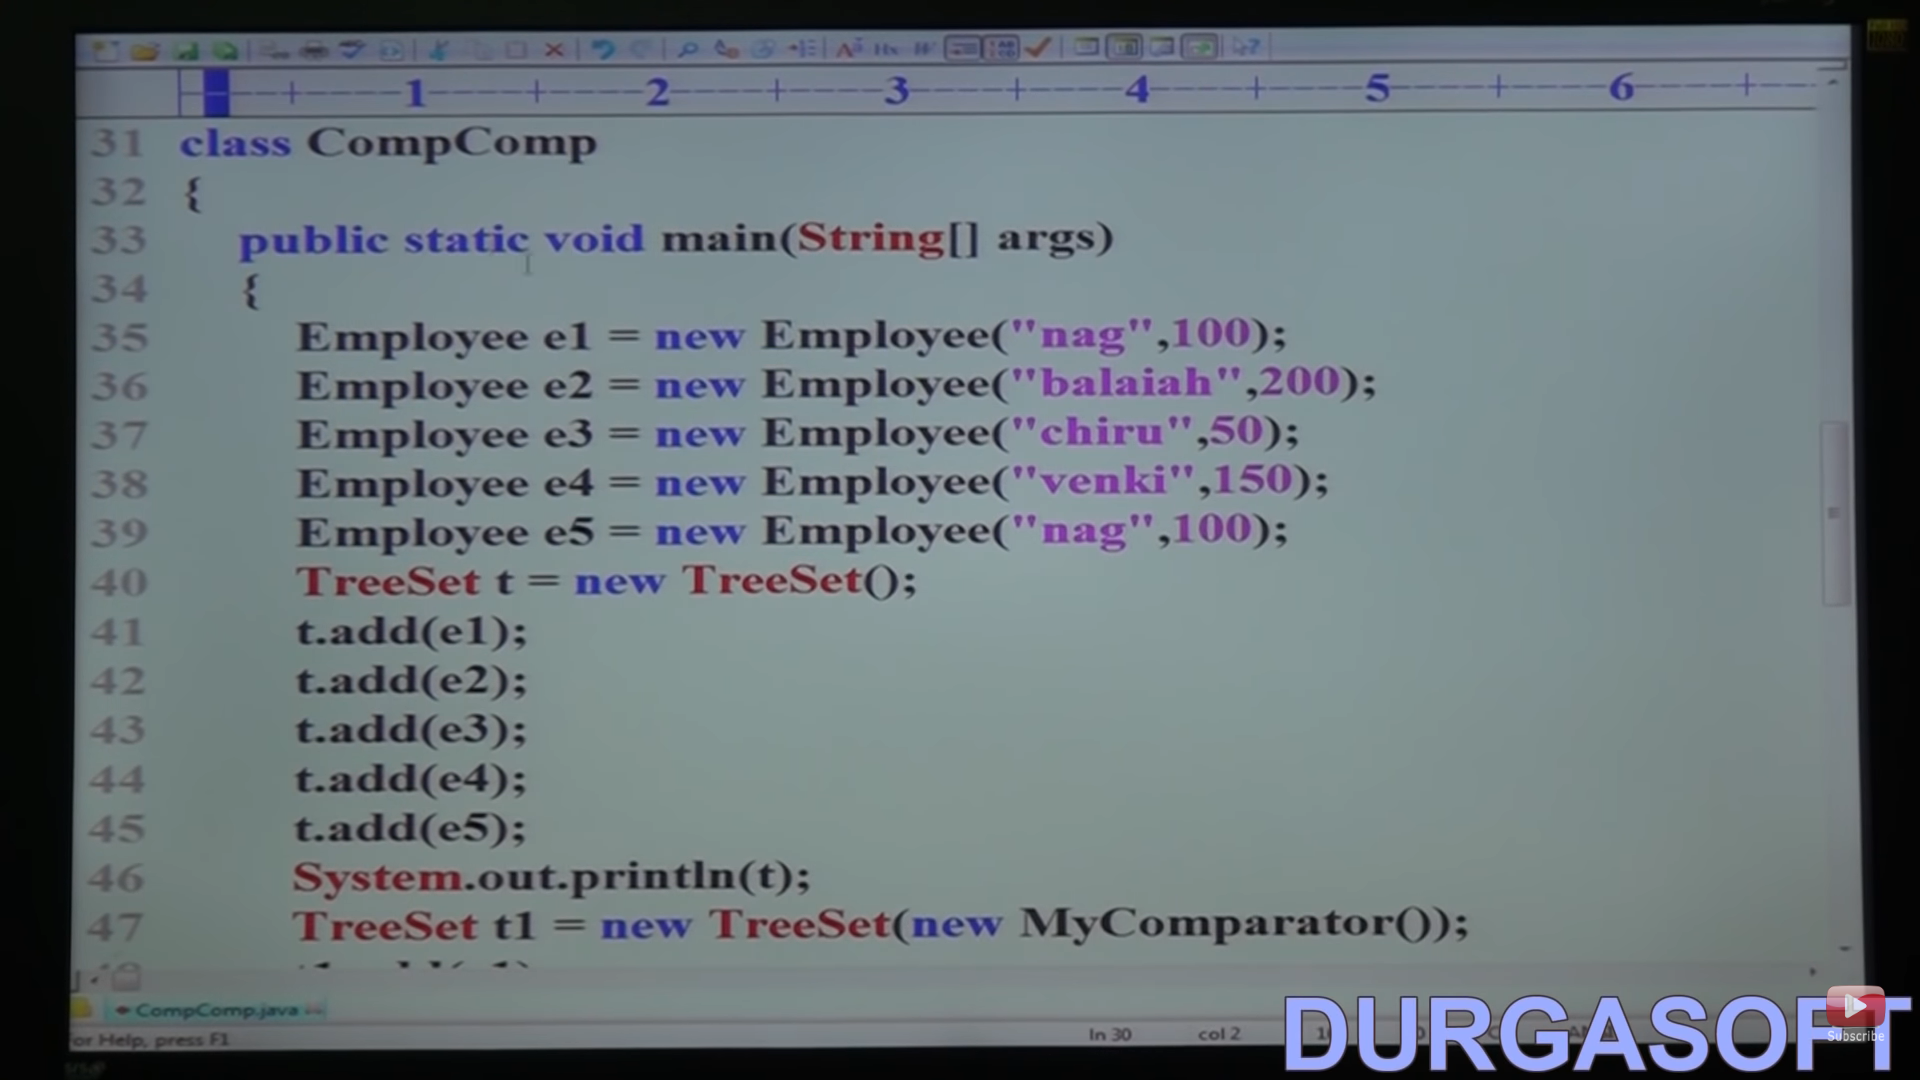 1 2 3 4 5 6
31 class CompComp
32 {
33 public static void main(String[] args)
34 {
35 Employee e1 = new Employee("nag",100);
36 Employee e2 = new Employee("balaiah",200);
37 Employee e3 = new Employee("chiru",50);
38 Employee e4 = new Employee("venki",150);
39 Employee e5 = new Employee("nag",100);
40 TreeSet t = new TreeSet();
41 t.add(e1);
42 t.add(e2);
43 t.add(e3);
44 t.add(e4);
45 t.add(e5);
46 System.out.println(t);
47 TreeSet t1 = new TreeSet(new MyComparator());
CompComp.java
or Help, press F1
ln 30 col 2
DURGASOFT
Subscribe